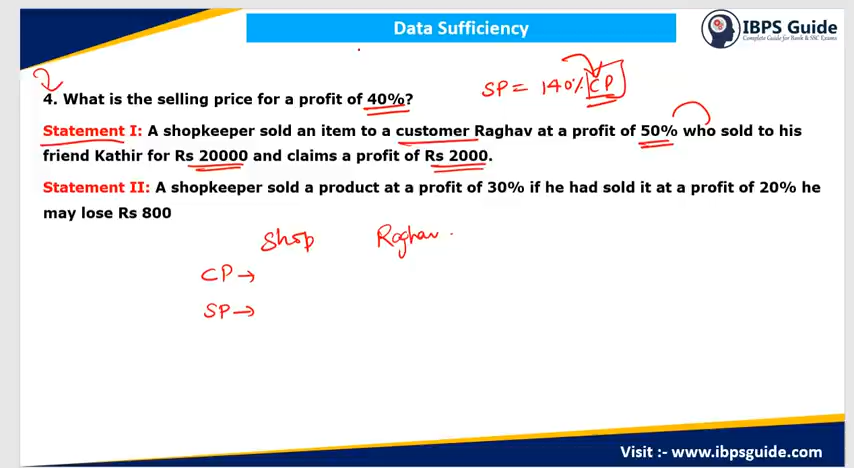 Data Sufficiency
IBPS Guide
Complete Guide for Bank & SSC Exams
SP = 140% CP
4. What is the selling price for a profit of 40%?
Statement I: A shopkeeper sold an item to a customer Raghav at a profit of 50% who sold to his
friend Kathir for Rs 20000 and claims a profit of Rs 2000.
Statement II: A shopkeeper sold a product at a profit of 30% if he had sold it at a profit of 20% he
may lose Rs 800
Shop Raghav
CP →
SP →
Visit :- www.ibpsguide.com